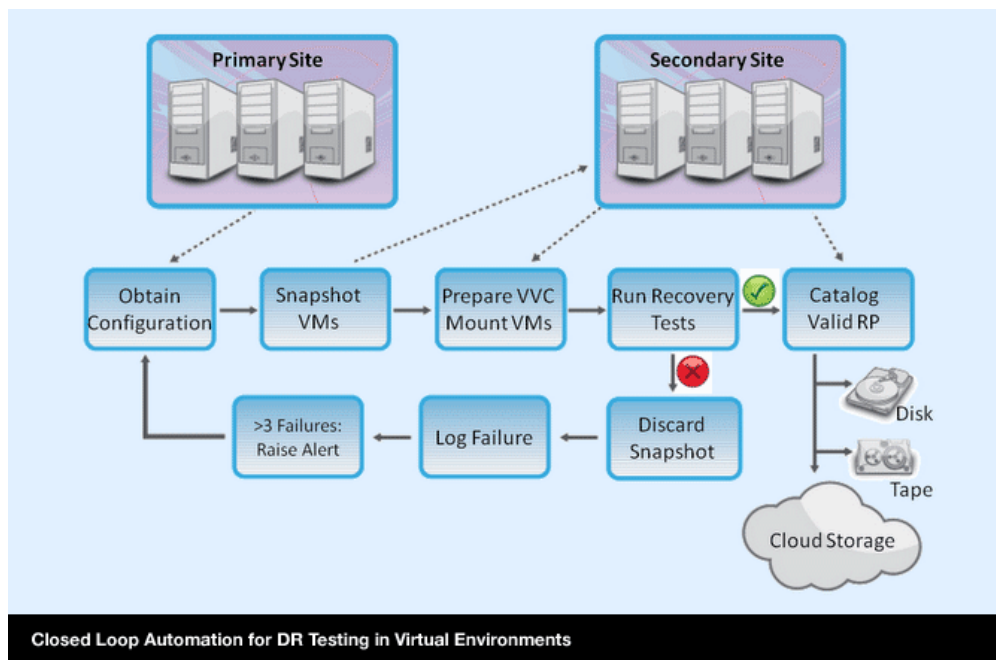 Primary Site
Secondary Site
Obtain
Configuration
Snapshot
VMs
Prepare VVC
Mount VMs
Run Recovery
Tests
Catalog
Valid RP
>3 Failures:
Raise Alert
Log Failure
Discard
Snapshot
Disk
Tape
Cloud Storage
Closed Loop Automation for DR Testing in Virtual Environments